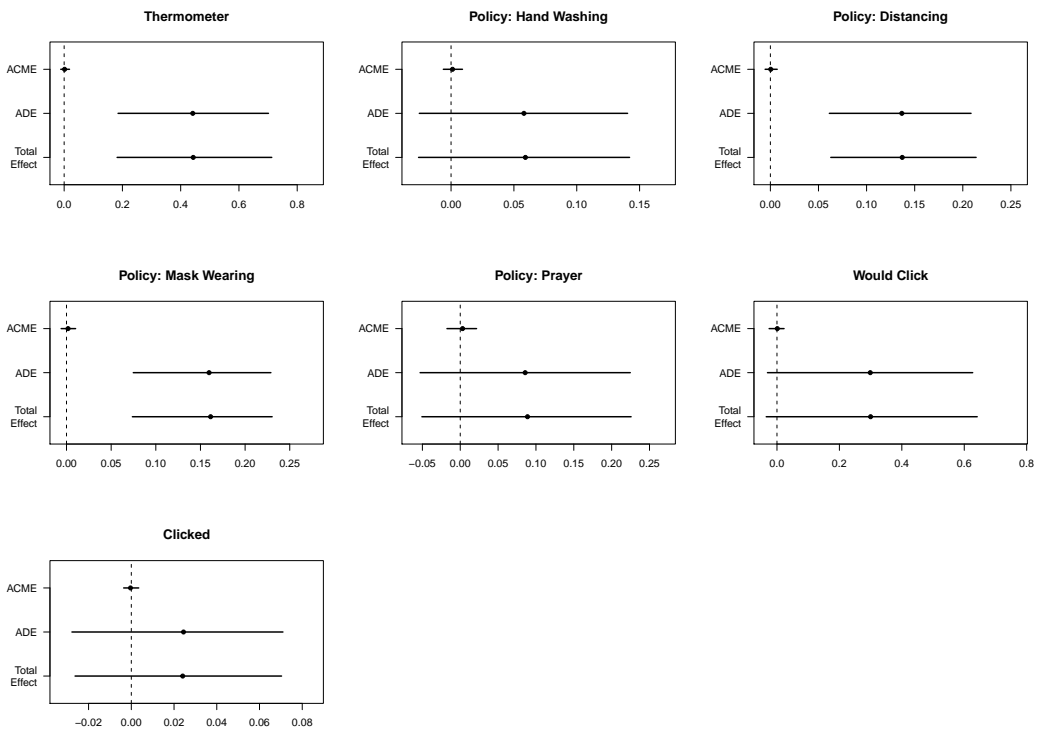 Thermometer
ACME
ADE
Total
Effect
0.0 0.2 0.4 0.6 0.8
Policy: Hand Washing
ACME
ADE
Total
Effect
0.00 0.05 0.10 0.15
Policy: Distancing
ACME
ADE
Total
Effect
0.00 0.05 0.10 0.15 0.20 0.25
Policy: Mask Wearing
ACME
ADE
Total
Effect
0.00 0.05 0.10 0.15 0.20 0.25
Policy: Prayer
ACME
ADE
Total
Effect
−0.05 0.00 0.05 0.10 0.15 0.20 0.25
Would Click
ACME
ADE
Total
Effect
0.0 0.2 0.4 0.6 0.8
Clicked
ACME
ADE
Total
Effect
−0.02 0.00 0.02 0.04 0.06 0.08